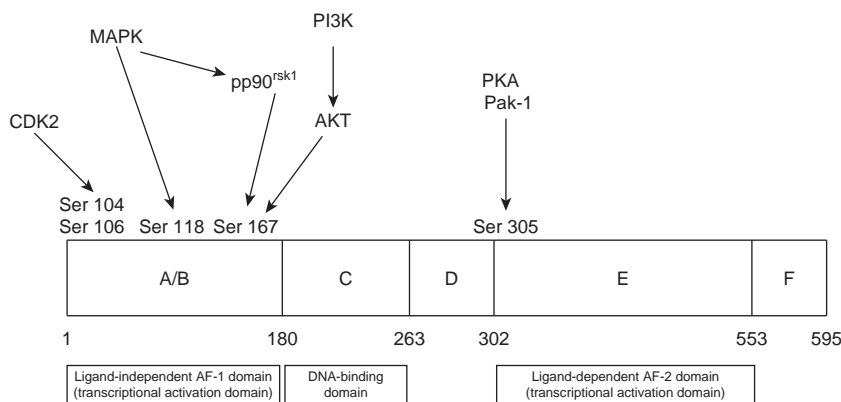 PI3K
MAPK
pp90rsk1
PKA
Pak-1
CDK2
AKT
Ser 104
Ser 106
Ser 118
Ser 167
Ser 305
A/B
C
D
E
F
1
180
263
302
553
595
Ligand-independent AF-1 domain
(transcriptional activation domain)
DNA-binding
domain
Ligand-dependent AF-2 domain
(transcriptional activation domain)